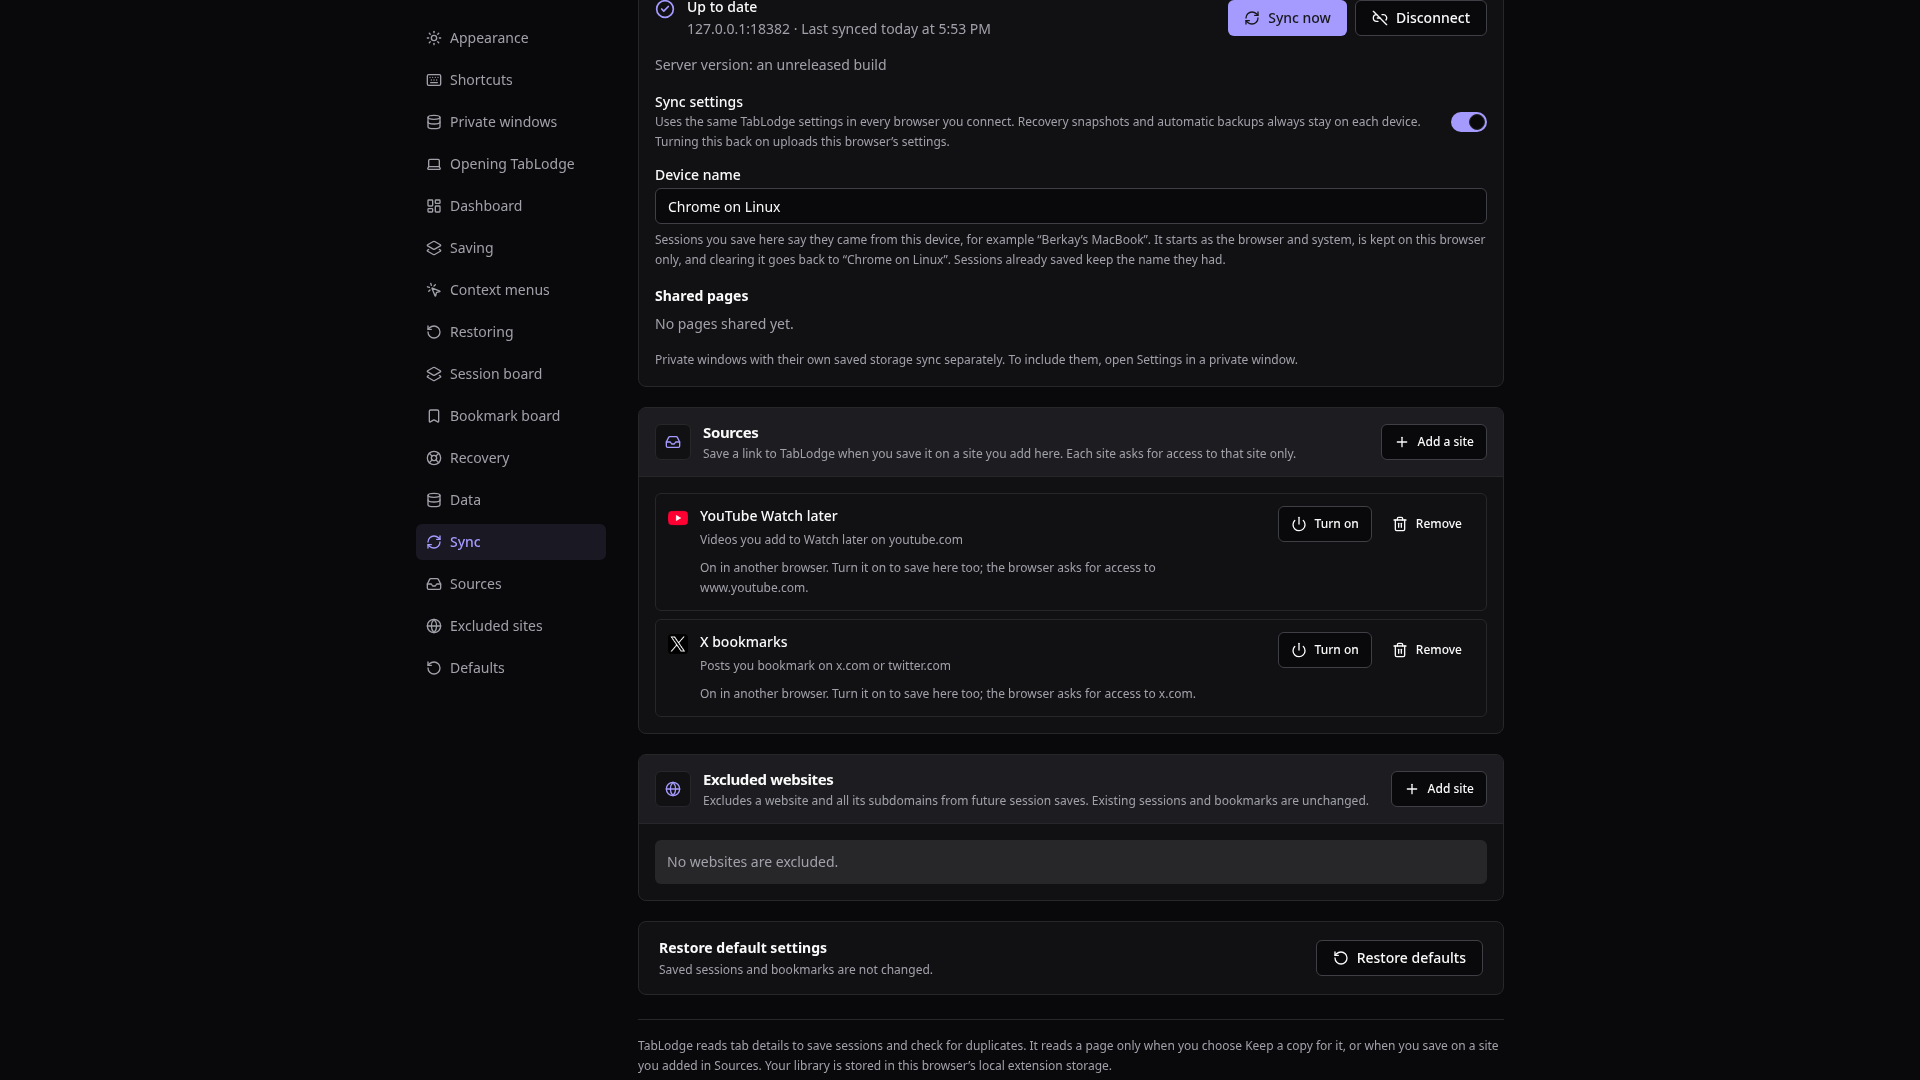 Appearance
Shortcuts
Private windows
Opening TabLodge
Dashboard
Saving
Context menus
Restoring
Session board
Bookmark board
Recovery
Data
Sync
Sources
Excluded sites
Defaults
Up to date
127.0.0.1:18382 · Last synced today at 5:53 PM
Sync now
Disconnect
Server version: an unreleased build
Sync settings
Uses the same TabLodge settings in every browser you connect. Recovery snapshots and automatic backups always stay on each device.
Turning this back on uploads this browser’s settings.
Device name
Chrome on Linux
Sessions you save here say they came from this device, for example “Berkay’s MacBook”. It starts as the browser and system, is kept on this browser
only, and clearing it goes back to “Chrome on Linux”. Sessions already saved keep the name they had.
Shared pages
No pages shared yet.
Private windows with their own saved storage sync separately. To include them, open Settings in a private window.
Sources
Save a link to TabLodge when you save it on a site you add here. Each site asks for access to that site only.
Add a site
YouTube Watch later
Videos you add to Watch later on youtube.com
On in another browser. Turn it on to save here too; the browser asks for access to
www.youtube.com.
Turn on
Remove
X bookmarks
Posts you bookmark on x.com or twitter.com
On in another browser. Turn it on to save here too; the browser asks for access to x.com.
Turn on
Remove
Excluded websites
Excludes a website and all its subdomains from future session saves. Existing sessions and bookmarks are unchanged.
Add site
No websites are excluded.
Restore default settings
Saved sessions and bookmarks are not changed.
Restore defaults
TabLodge reads tab details to save sessions and check for duplicates. It reads a page only when you choose Keep a copy for it, or when you save on a site
you added in Sources. Your library is stored in this browser’s local extension storage.